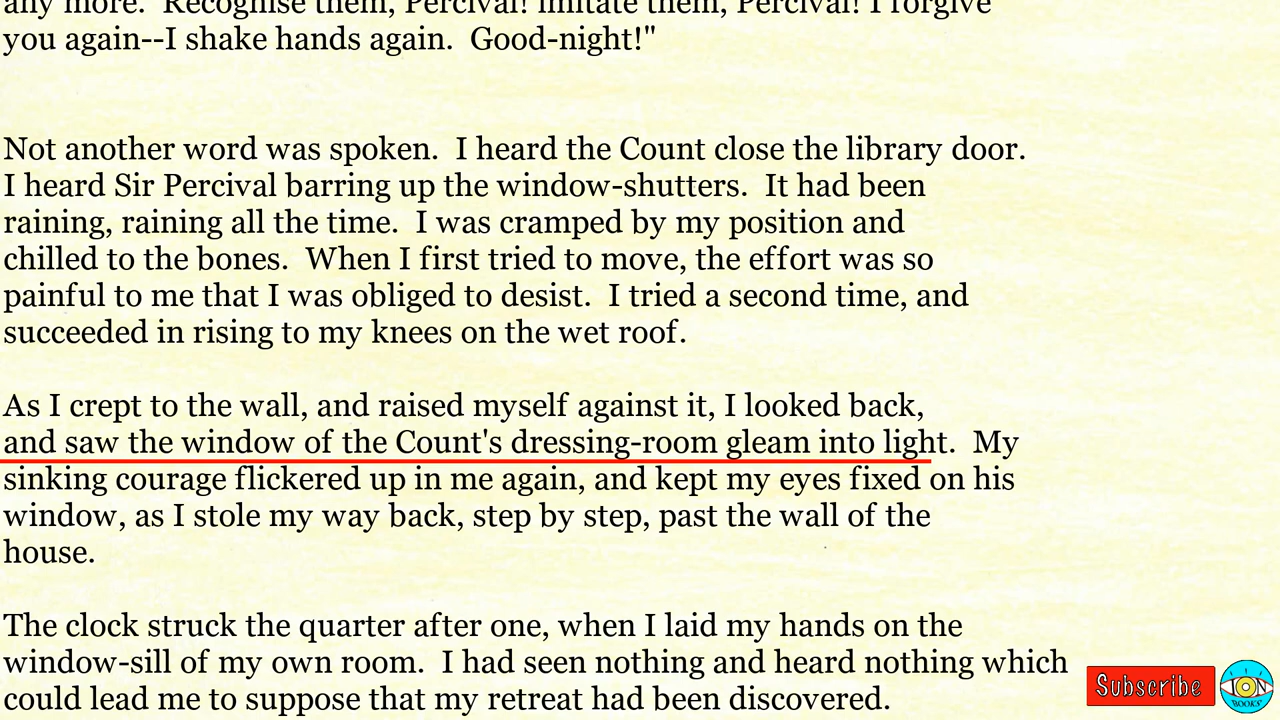 any more.  Recognise them, Percival! imitate them, Percival! I forgive
you again--I shake hands again.  Good-night!"
Not another word was spoken.  I heard the Count close the library door.
I heard Sir Percival barring up the window-shutters.  It had been
raining, raining all the time.  I was cramped by my position and
chilled to the bones.  When I first tried to move, the effort was so
painful to me that I was obliged to desist.  I tried a second time, and
succeeded in rising to my knees on the wet roof.
As I crept to the wall, and raised myself against it, I looked back,
and saw the window of the Count's dressing-room gleam into light.  My
sinking courage flickered up in me again, and kept my eyes fixed on his
window, as I stole my way back, step by step, past the wall of the
house.
The clock struck the quarter after one, when I laid my hands on the
window-sill of my own room.  I had seen nothing and heard nothing which
could lead me to suppose that my retreat had been discovered.
Subscribe
ION
BOOKS